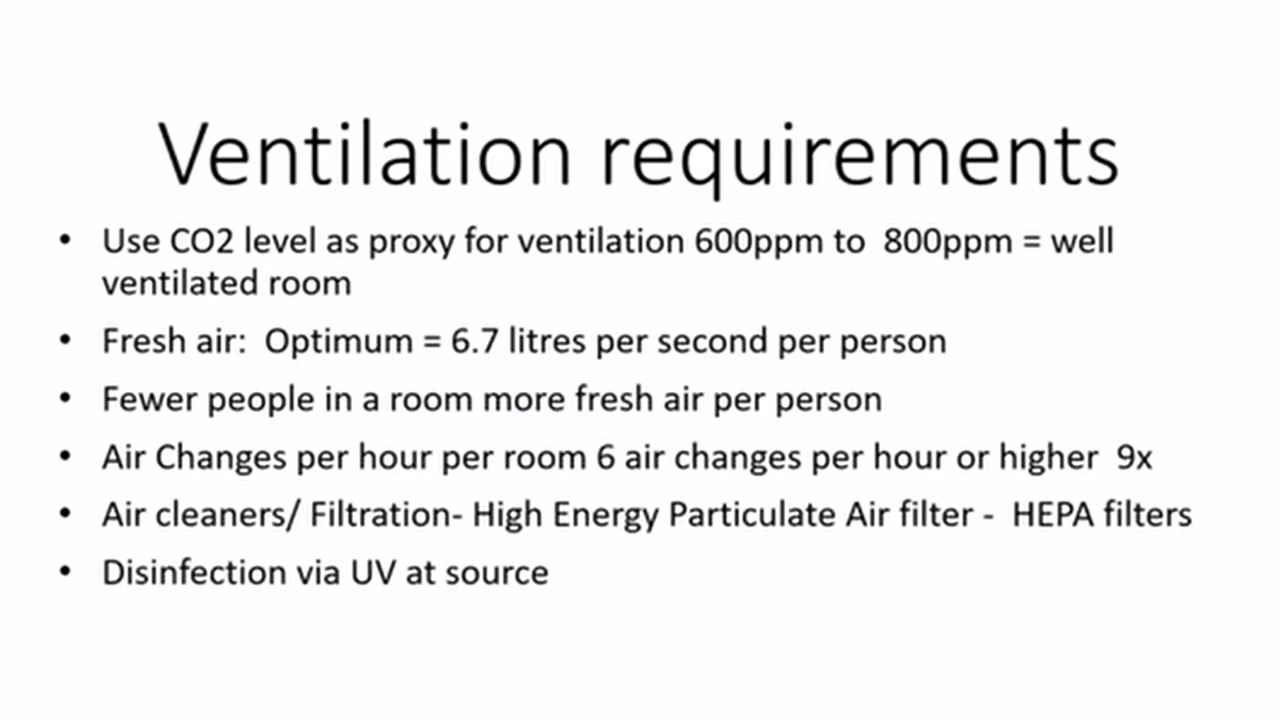 Ventilation requirements
• Use CO2 level as proxy for ventilation 600ppm to  800ppm = well
ventilated room
• Fresh air:  Optimum = 6.7 litres per second per person
• Fewer people in a room more fresh air per person
• Air Changes per hour per room 6 air changes per hour or higher  9x
• Air cleaners/ Filtration- High Energy Particulate Air filter -  HEPA filters
• Disinfection via UV at source